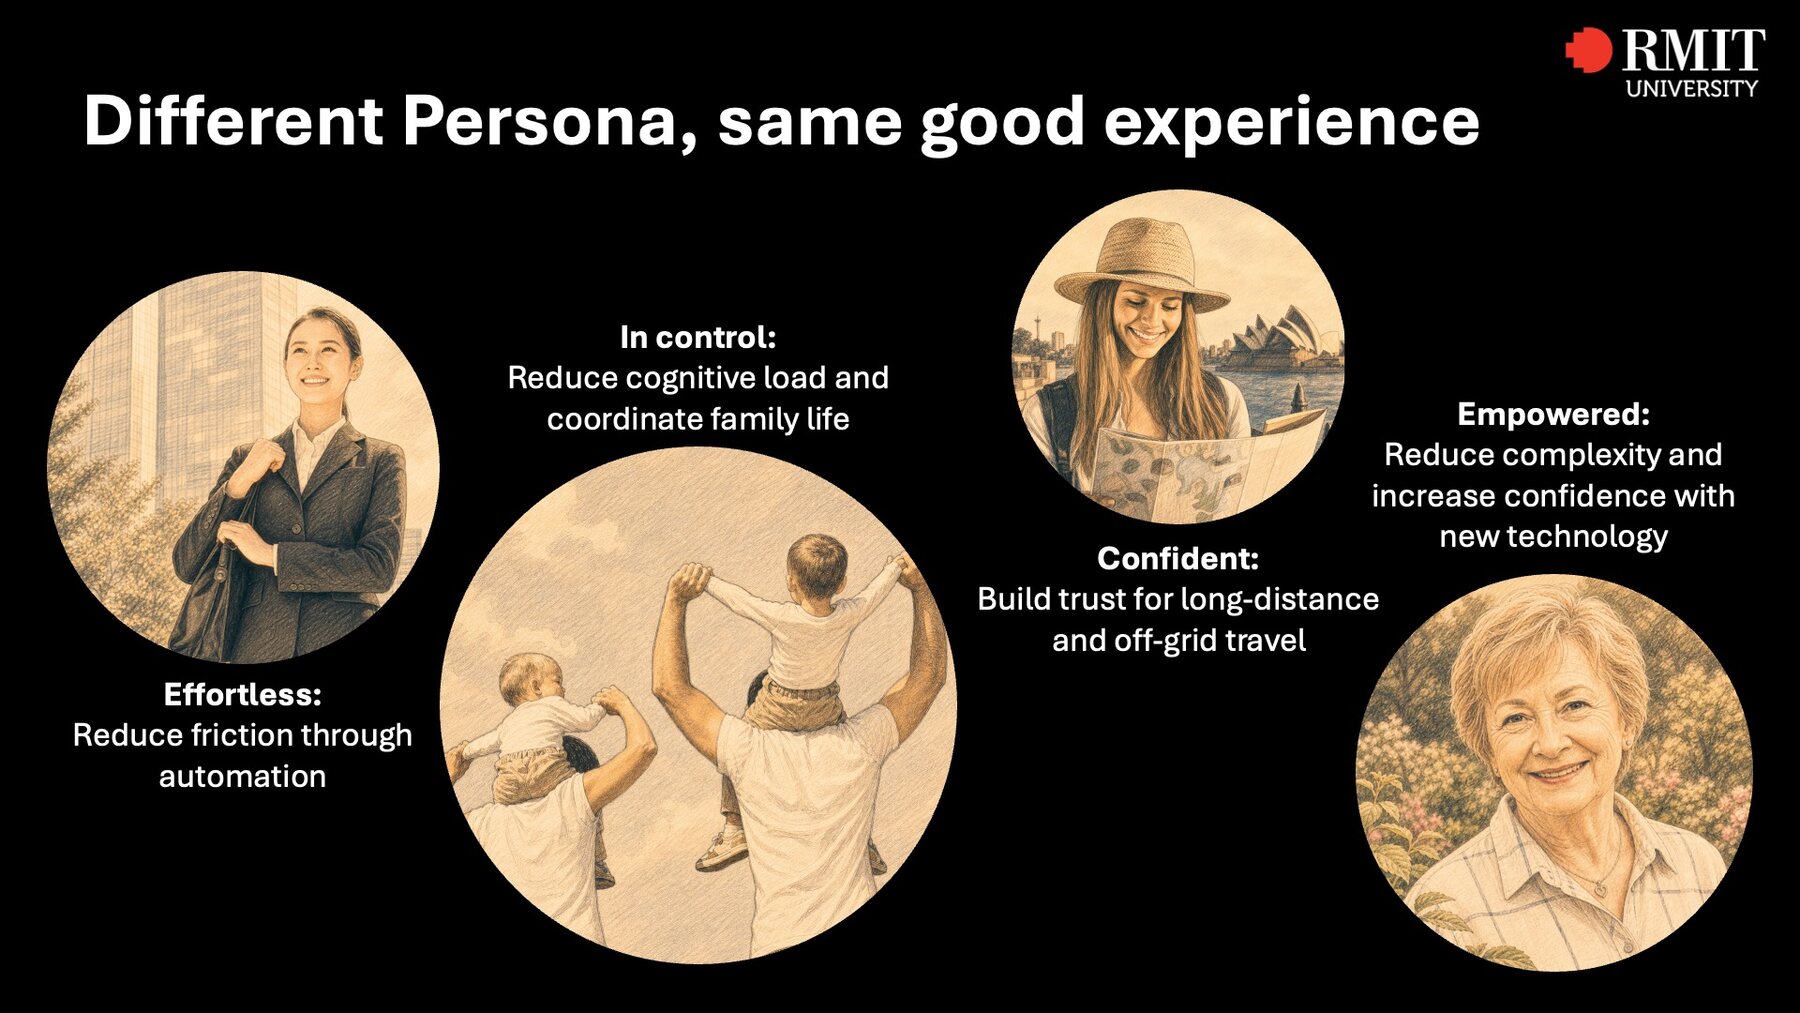 RMIT
UNIVERSITY
Different Persona, same good experience
Effortless:
Reduce friction through
automation
In control:
Reduce cognitive load and
coordinate family life
Confident:
Build trust for long-distance
and off-grid travel
Empowered:
Reduce complexity and
increase confidence with
new technology